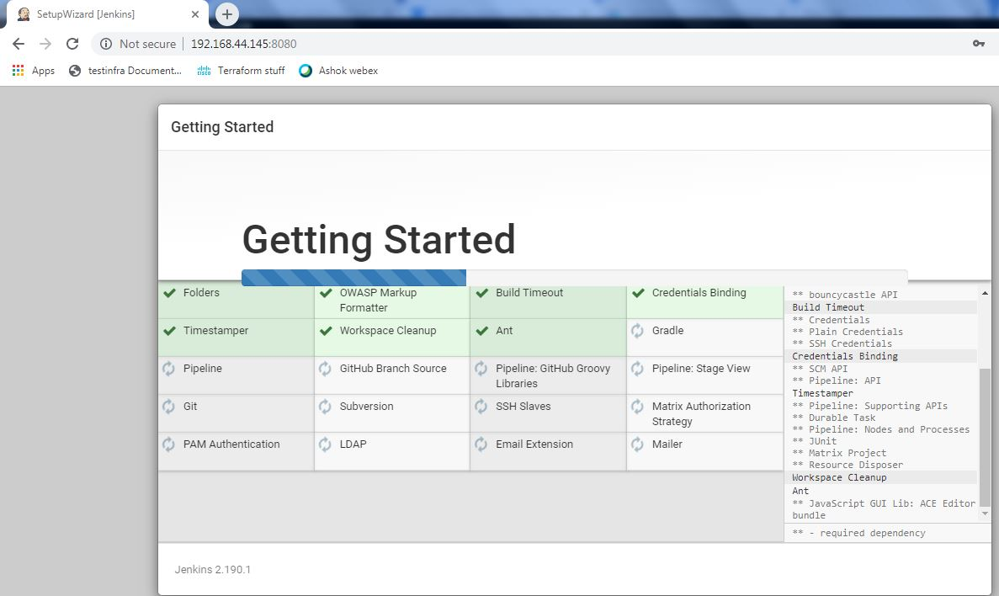 SetupWizard [Jenkins]
Not secure 192.168.44.145:8080
Apps testinfra Document... Terraform stuff Ashok webex
Getting Started
Getting Started
Folders
OWASP Markup
Formatter
Build Timeout
Credentials Binding
Timestamper
Workspace Cleanup
Ant
Gradle
Pipeline
GitHub Branch Source
Pipeline: GitHub Groovy
Libraries
Pipeline: Stage View
Git
Subversion
SSH Slaves
Matrix Authorization
Strategy
PAM Authentication
LDAP
Email Extension
Mailer
** bouncycastle API
Build Timeout
** Credentials
** Plain Credentials
** SSH Credentials
Credentials Binding
** SCM API
** Pipeline: API
Timestamper
** Pipeline: Supporting APIs
** Durable Task
** Pipeline: Nodes and Processes
** JUnit
** Matrix Project
** Resource Disposer
Workspace Cleanup
Ant
** JavaScript GUI Lib: ACE Editor
bundle
** - required dependency
Jenkins 2.190.1